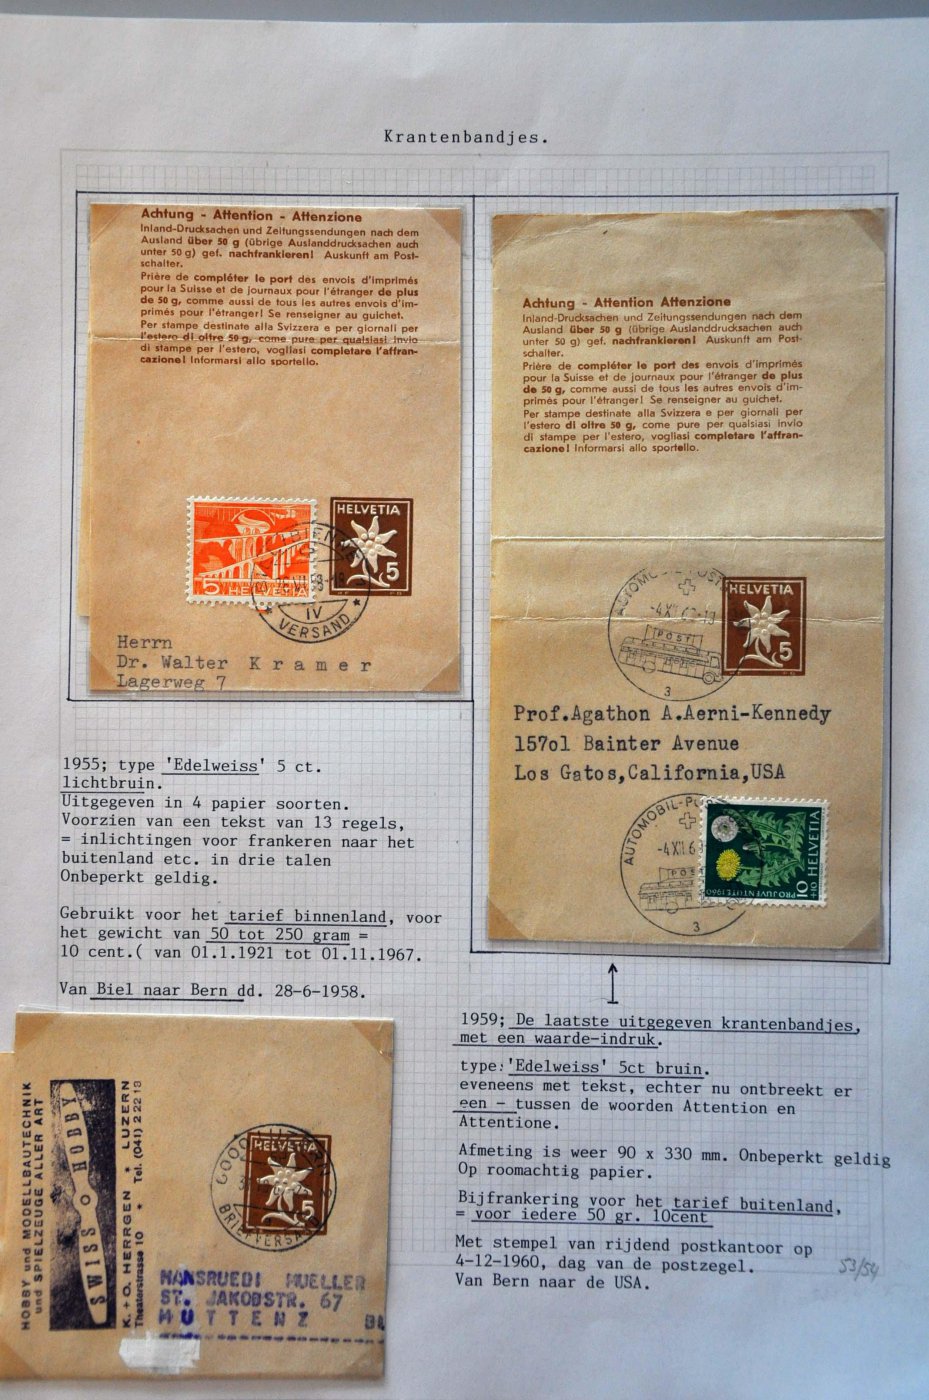 Krantenbandjes.
Achtung - Attention - Attenzione
Inland-Drucksachen und Zeitungssendungen nach dem
Ausland über 50 g (übrige Auslanddrucksachen auch
unter 50 g) gef. nachfrankieren! Auskunft am Post-
schalter.
Prière de compléter le port des envois d'imprimés
pour la Suisse et de journaux pour l'étranger de plus
de 50 g, comme aussi de tous les autres envois d'im-
primés pour l'étranger! Se renseigner au guichet.
Per stampe destinate alla Svizzera e per giornali per
l'estero di oltre 50 g, come pure per qualsiasi invio
di stampe per l'estero, vogliasi completare l'affran-
cazione! Informarsi allo sportello.
5 HELVETIA
HELVETIA
5
IV
VERSAND
Herrn
Dr. Walter Kramer
Lagerweg 7
Achtung - Attention Attenzione
Inland-Drucksachen und Zeitungssendungen nach dem
Ausland über 50 g (übrige Auslanddrucksachen auch
unter 50 g) gef. nachfrankieren! Auskunft am Post-
schalter.
Prière de compléter le port des envois d'imprimés
pour la Suisse et de journaux pour l'étranger de plus
de 50 g, comme aussi de tous les autres envois d'im-
primés pour l'étranger! Se renseigner au guichet.
Per stampe destinate alla Svizzera e per giornali per
l'estero di oltre 50 g, come pure per qualsiasi invio
di stampe per l'estero, vogliasi completare l'affran-
cazione! Informarsi allo sportello.
HELVETIA
5
POST
3
Prof.Agathon A.Aerni-Kennedy
157o1 Bainter Avenue
Los Gatos,California,USA
POST
3
10
+10 HELVETIA
PRO JUVENTUTE 1960
1955; type 'Edelweiss' 5 ct.
lichtbruin.
Uitgegeven in 4 papier soorten.
Voorzien van een tekst van 13 regels,
= inlichtingen voor frankeren naar het
buitenland etc. in drie talen
Onbeperkt geldig.
Gebruikt voor het tarief binnenland, voor
het gewicht van 50 tot 250 gram =
10 cent.( van 01.1.1921 tot 01.11.1967.
Van Biel naar Bern dd. 28-6-1958.
1959; De laatste uitgegeven krantenbandjes,
met een waarde-indruk.
type:'Edelweiss' 5ct bruin.
eveneens met tekst, echter nu ontbreekt er
een - tussen de woorden Attention en
Attentione.
Afmeting is weer 90 x 330 mm. Onbeperkt geldig
Op roomachtig papier.
Bijfrankering voor het tarief buitenland,
= voor iedere 50 gr. 10cent
Met stempel van rijdend postkantoor op
4-12-1960, dag van de postzegel.
Van Bern naar de USA.
53/54
HOBBY und MODELLBAUTECHNIK
und SPIELZEUGE ALLER ART
SWISS HOBBY
K. + O. HERRGEN * LUZERN
Theaterstrasse 10 * Tel. (041) 2 22 13
HELVETIA
5
BRIEFVERSAND
HANSRUEDI MUELLER
ST. JAKOBSTR. 67
MUTTENZ